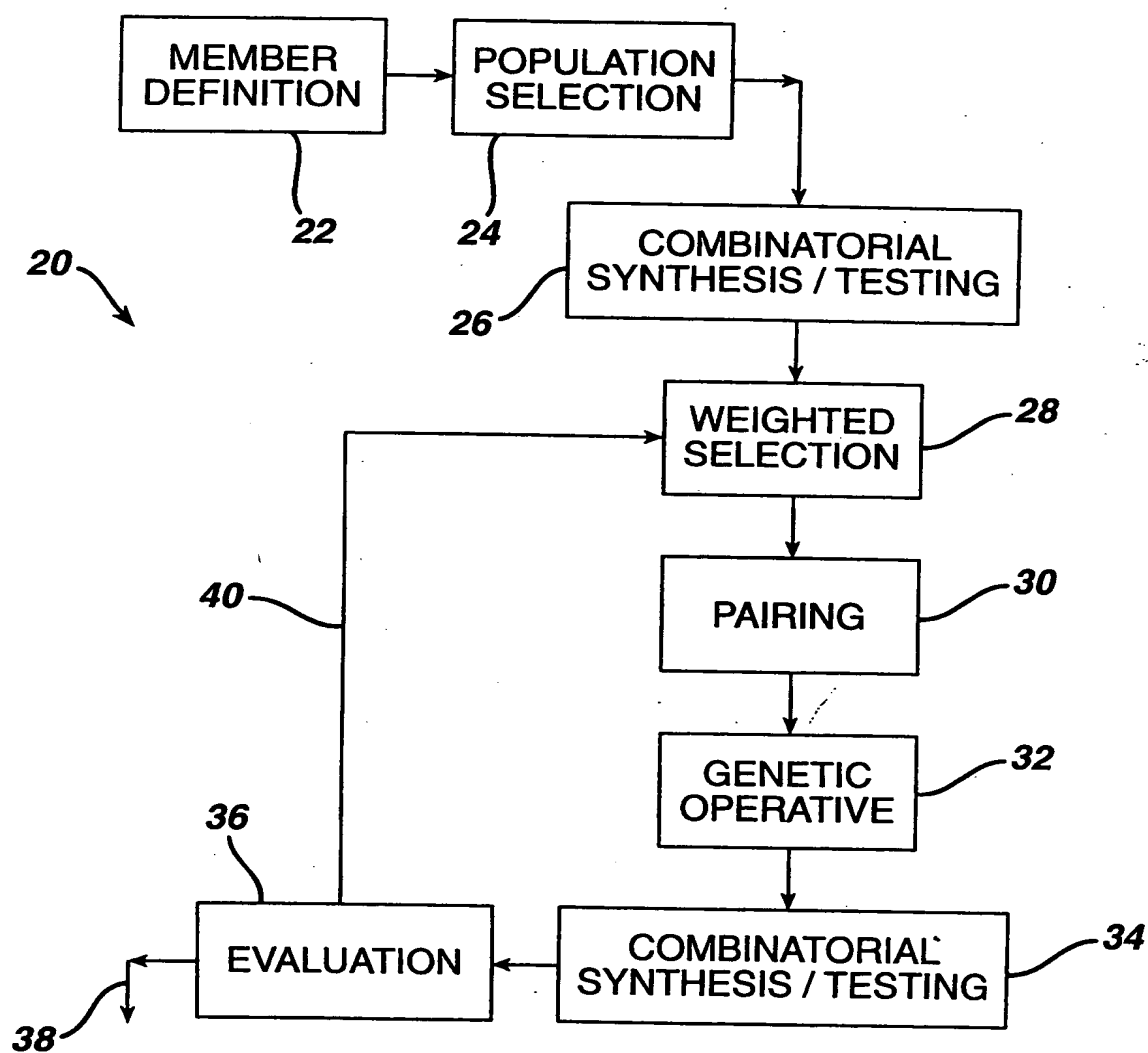 MEMBER
DEFINITION
POPULATION
SELECTION
22
24
20
COMBINATORIAL
SYNTHESIS / TESTING
26
WEIGHTED
SELECTION
28
40
PAIRING
30
GENETIC
OPERATIVE
32
36
EVALUATION
COMBINATORIAL
SYNTHESIS / TESTING
34
38